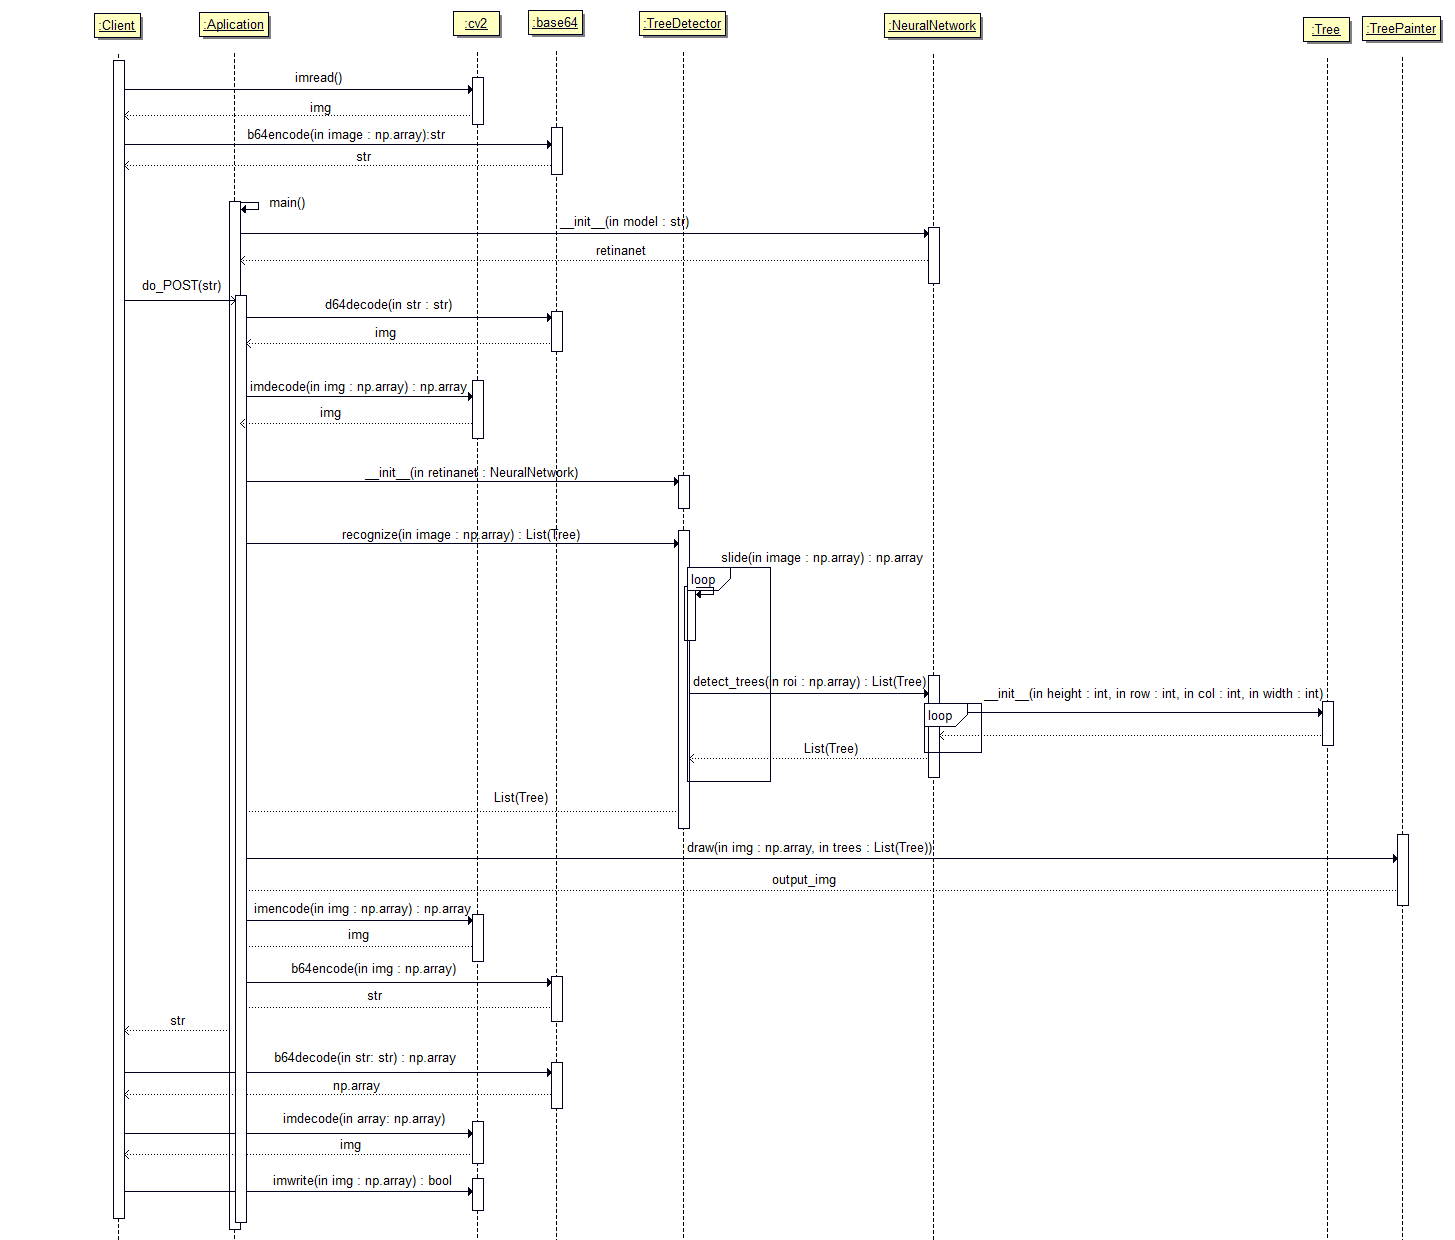 :Client
:Aplication
:cv2
:base64
:TreeDetector
:NeuralNetwork
:Tree
:TreePainter
imread()
img
b64encode(in image : np.array):str
str
main()
__init__(in model : str)
retinanet
do_POST(str)
d64decode(in str : str)
img
imdecode(in img : np.array) : np.array
img
__init__(in retinanet : NeuralNetwork)
recognize(in image : np.array) : List(Tree)
slide(in image : np.array) : np.array
loop
detect_trees(in roi : np.array) : List(Tree)
__init__(in height : int, in row : int, in col : int, in width : int)
loop
List(Tree)
List(Tree)
draw(in img : np.array, in trees : List(Tree))
output_img
imencode(in img : np.array) : np.array
img
b64encode(in img : np.array)
str
str
b64decode(in str: str) : np.array
np.array
imdecode(in array: np.array)
img
imwrite(in img : np.array) : bool